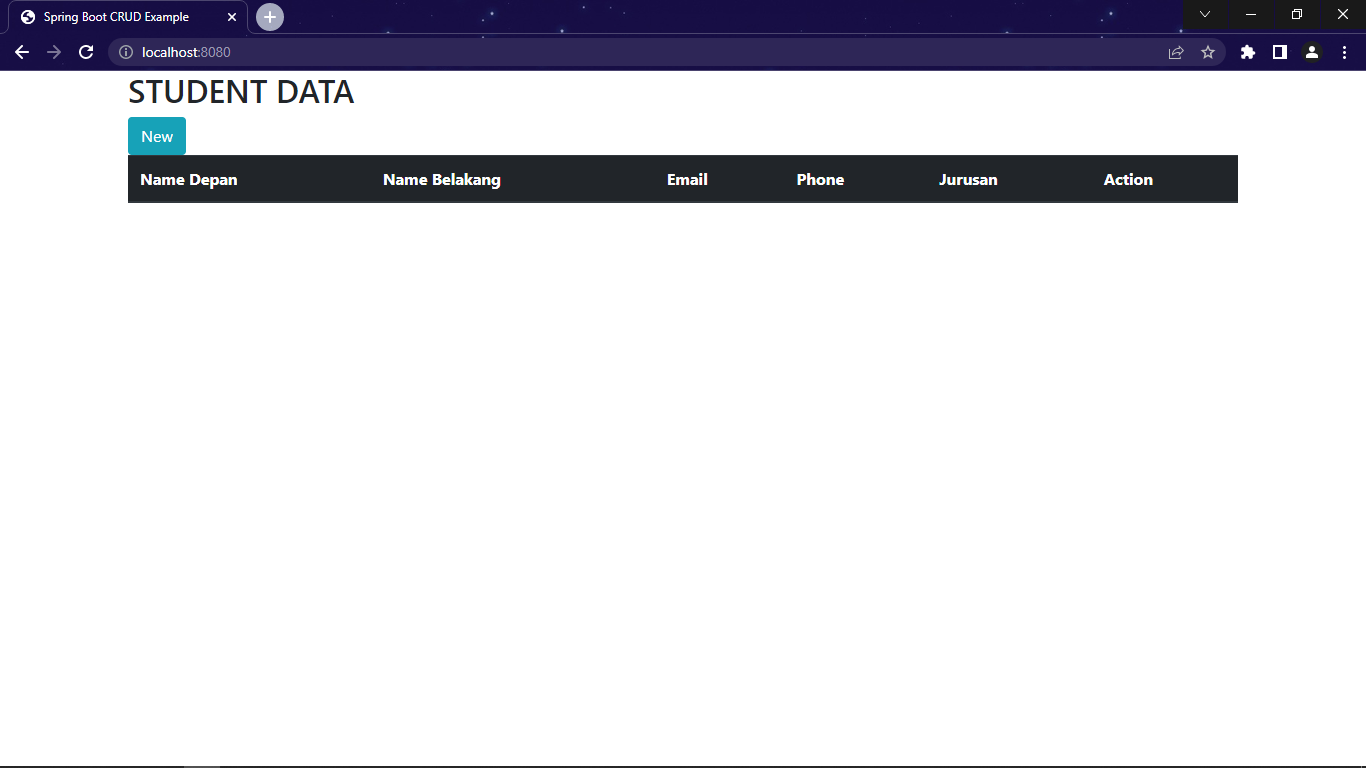 Spring Boot CRUD Example
localhost:8080
STUDENT DATA
New
Name Depan Name Belakang Email Phone Jurusan Action